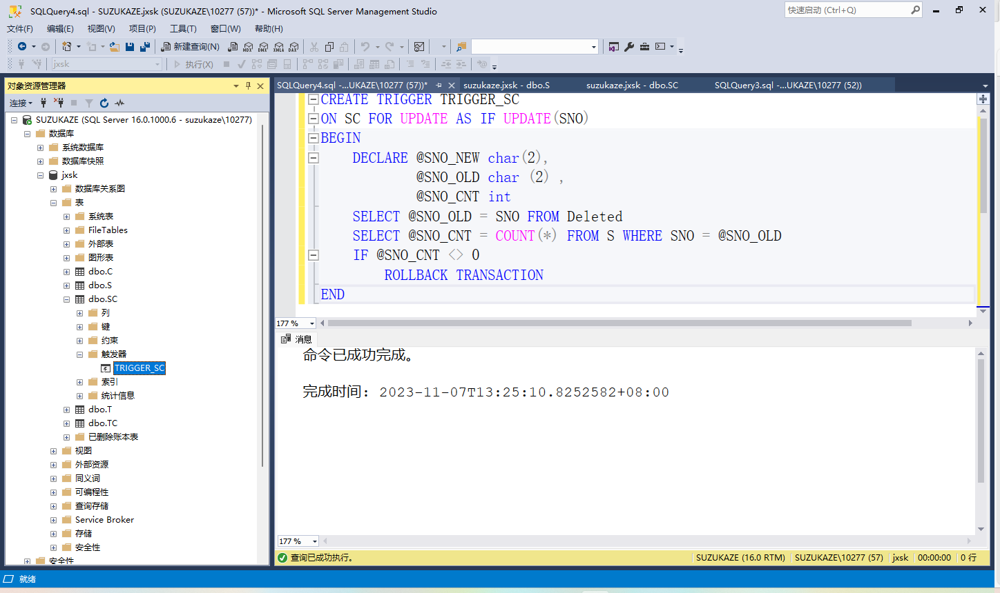 SQLQuery4.sql - SUZUKAZE.jxsk (SUZUKAZE\10277 (57))* - Microsoft SQL Server Management Studio
快速启动 (Ctrl+Q)
文件(F) 编辑(E) 视图(V) 项目(P) 工具(T) 窗口(W) 帮助(H)
新建查询(N)
jxsk
执行(X)
对象资源管理器
连接
SUZUKAZE (SQL Server 16.0.1000.6 - suzukaze\10277)
数据库
系统数据库
数据库快照
jxsk
数据库关系图
表
系统表
FileTables
外部表
图形表
dbo.C
dbo.S
dbo.SC
列
键
约束
触发器
TRIGGER_SC
索引
统计信息
dbo.T
dbo.TC
已删除账本表
视图
外部资源
同义词
可编程性
查询存储
Service Broker
存储
安全性
安全性
SQLQuery4.sql -...UKAZE\10277 (57))* suzukaze.jxsk - dbo.S suzukaze.jxsk - dbo.SC SQLQuery3.sql -...UKAZE\10277 (52))
CREATE TRIGGER TRIGGER_SC
ON SC FOR UPDATE AS IF UPDATE(SNO)
BEGIN
DECLARE @SNO_NEW char(2),
@SNO_OLD char (2) ,
@SNO_CNT int
SELECT @SNO_OLD = SNO FROM Deleted
SELECT @SNO_CNT = COUNT(*) FROM S WHERE SNO = @SNO_OLD
IF @SNO_CNT <> 0
ROLLBACK TRANSACTION
END
177 %
消息
命令已成功完成。
完成时间: 2023-11-07T13:25:10.8252582+08:00
177 %
查询已成功执行。
SUZUKAZE (16.0 RTM) SUZUKAZE\10277 (57) jxsk 00:00:00 0 行
就绪